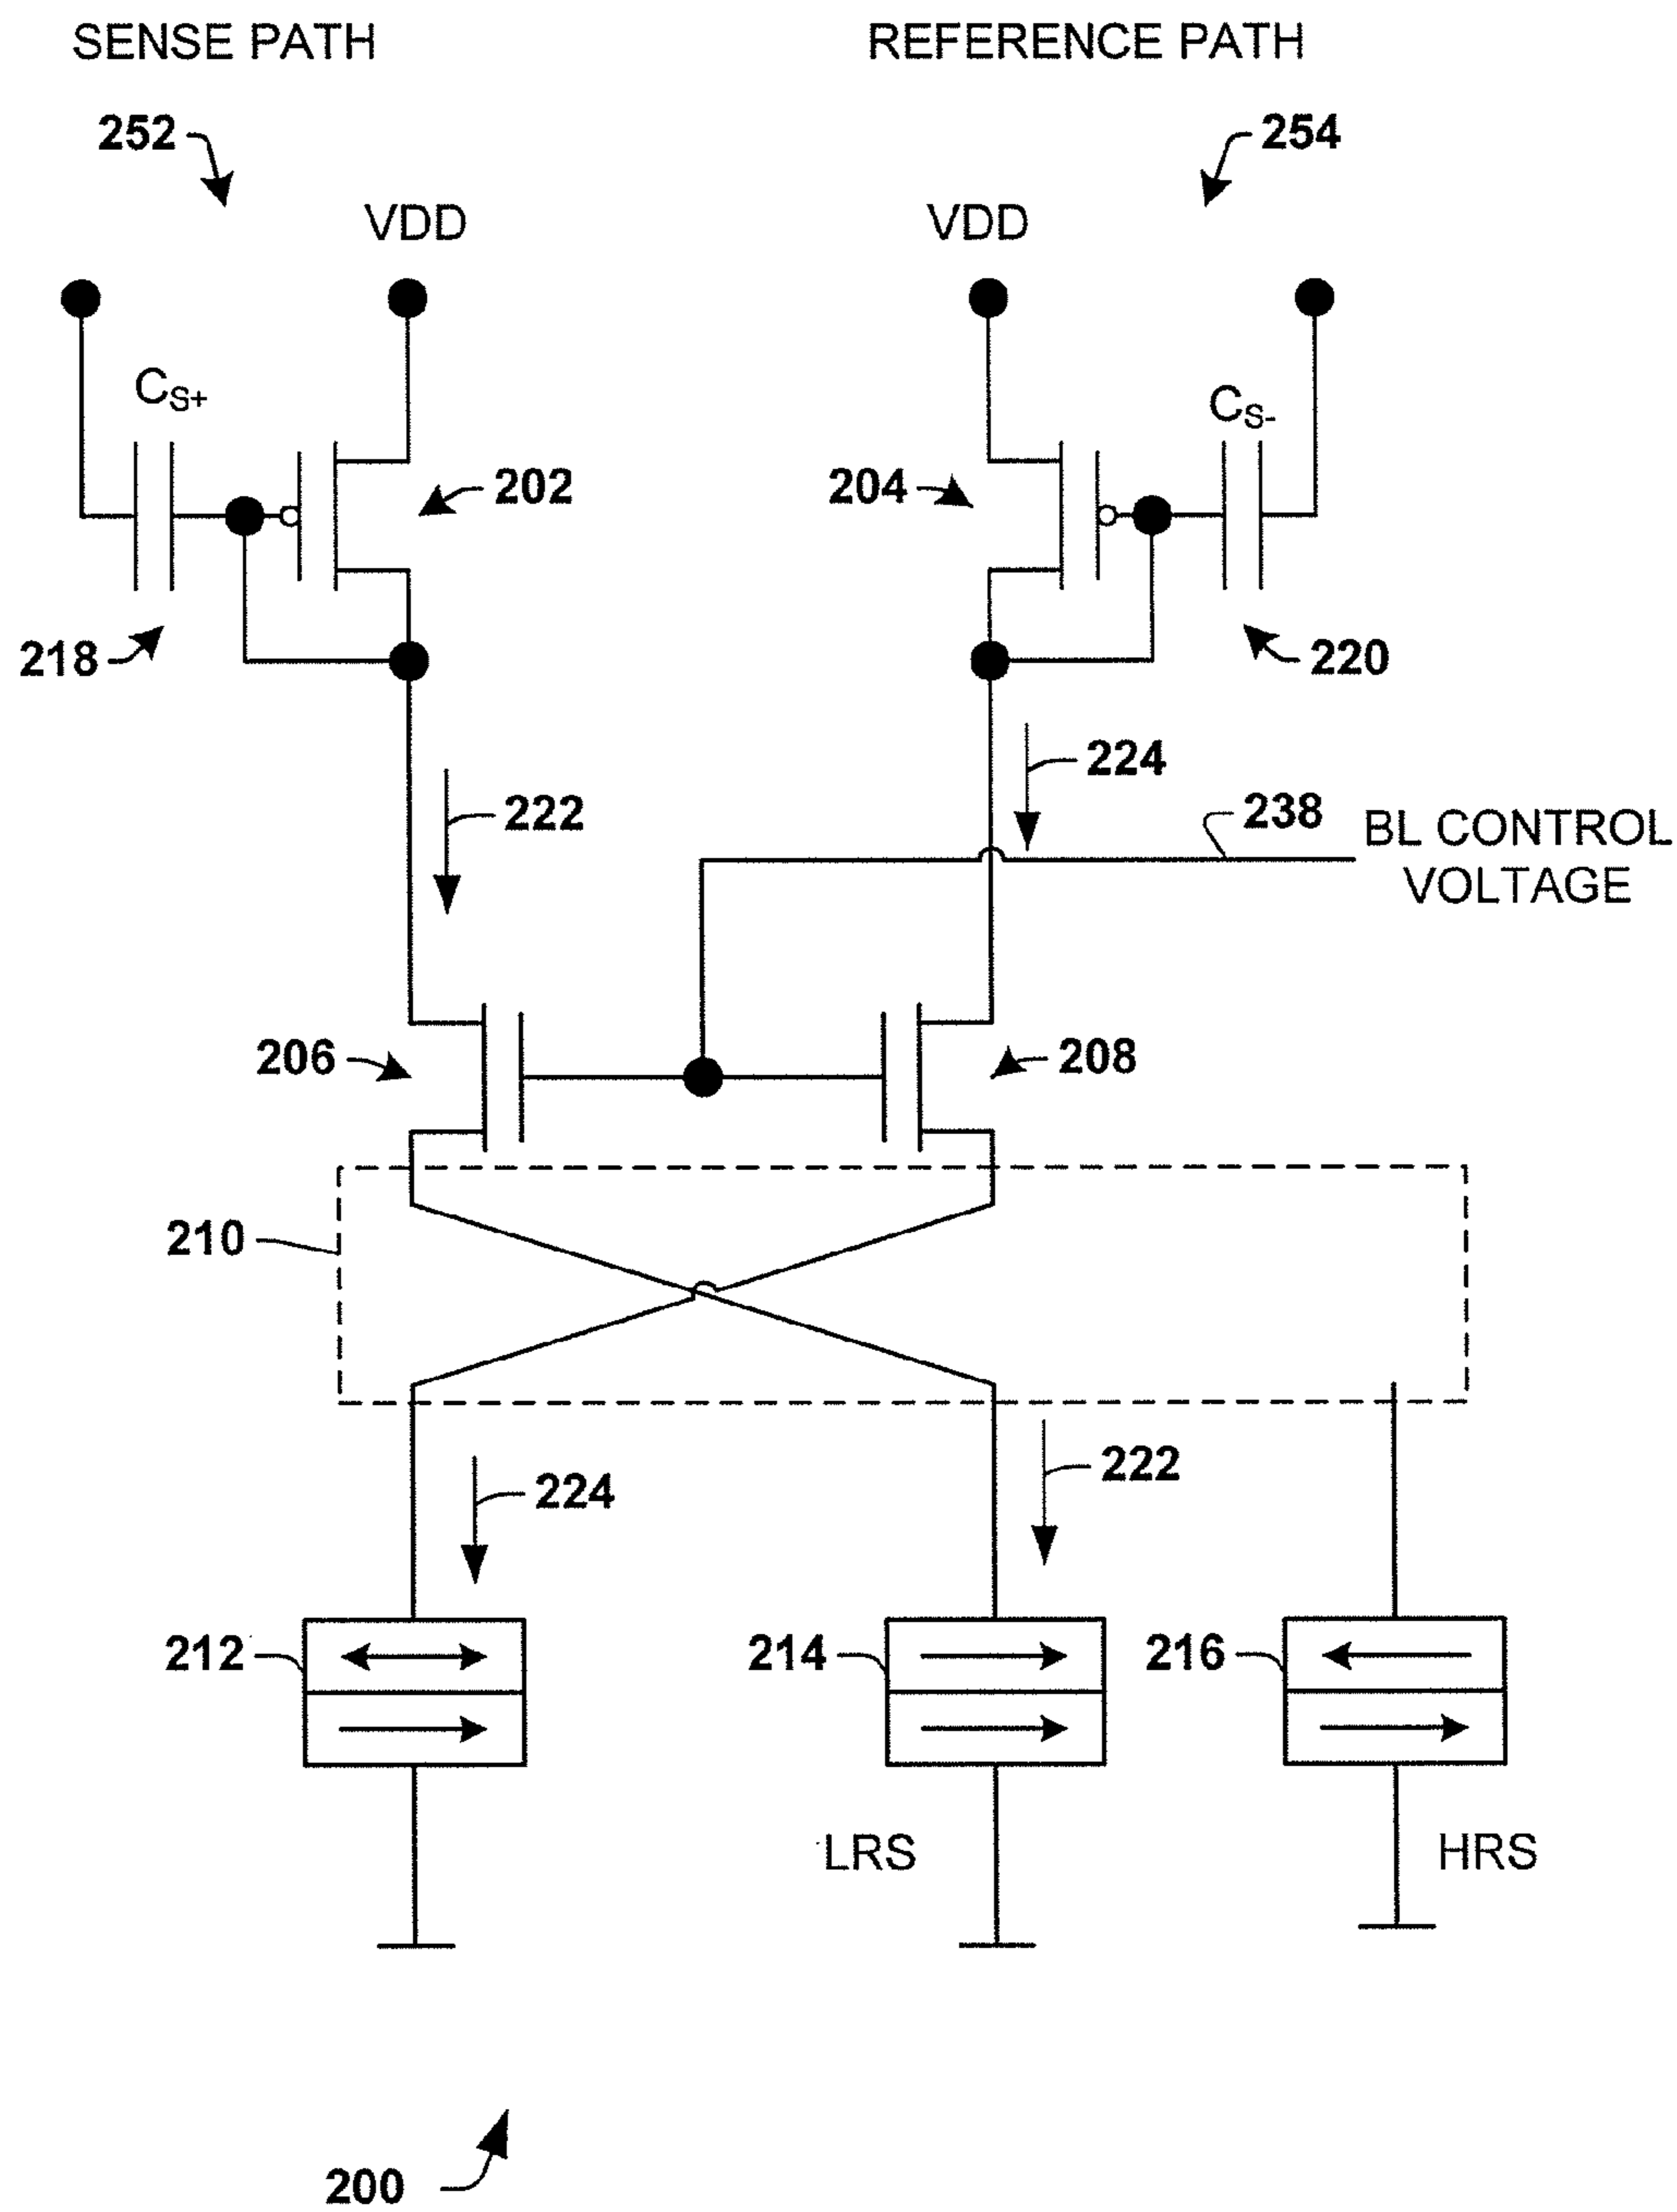 SENSE PATH
REFERENCE PATH
252
254
VDD
VDD
CS+
CS-
202
204
218
220
224
222
238
BL CONTROL
VOLTAGE
206
208
210
222
224
212
214
216
LRS
HRS
200